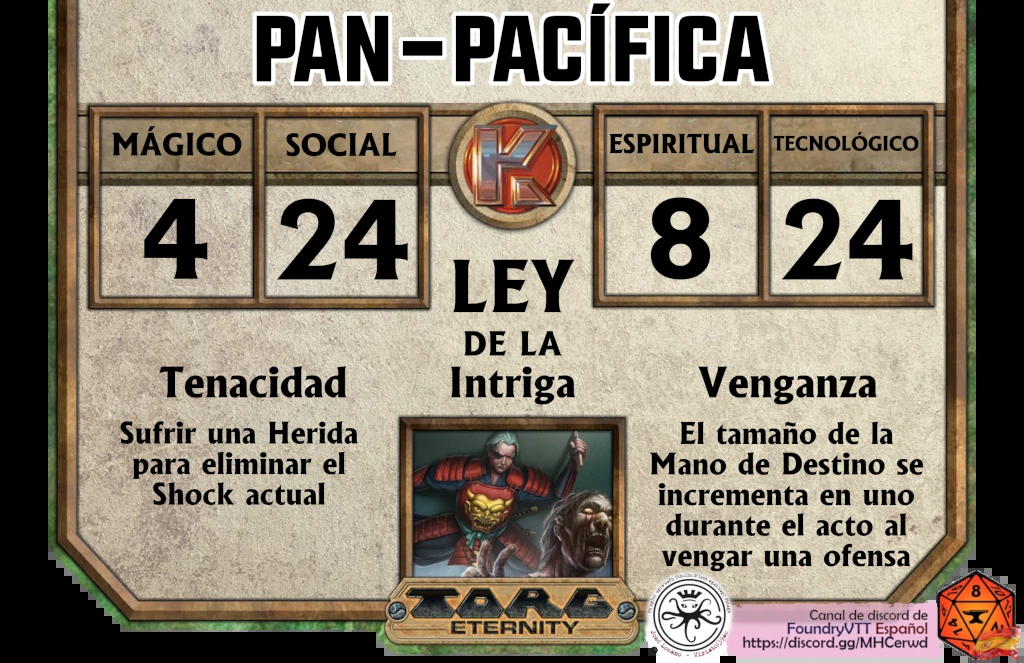 PAN-PACÍFICA
MÁGICO
SOCIAL
ESPIRITUAL
TECNOLÓGICO
4
24
8
24
LEY
DE LA
Tenacidad
Intriga
Venganza
Sufrir una Herida
para eliminar el
Shock actual
El tamaño de la
Mano de Destino se
incrementa en uno
durante el acto al
vengar una ofensa
TORG
ETERNITY
Canal de discord de
FoundryVTT Español
https://discord.gg/MHCerwd
8